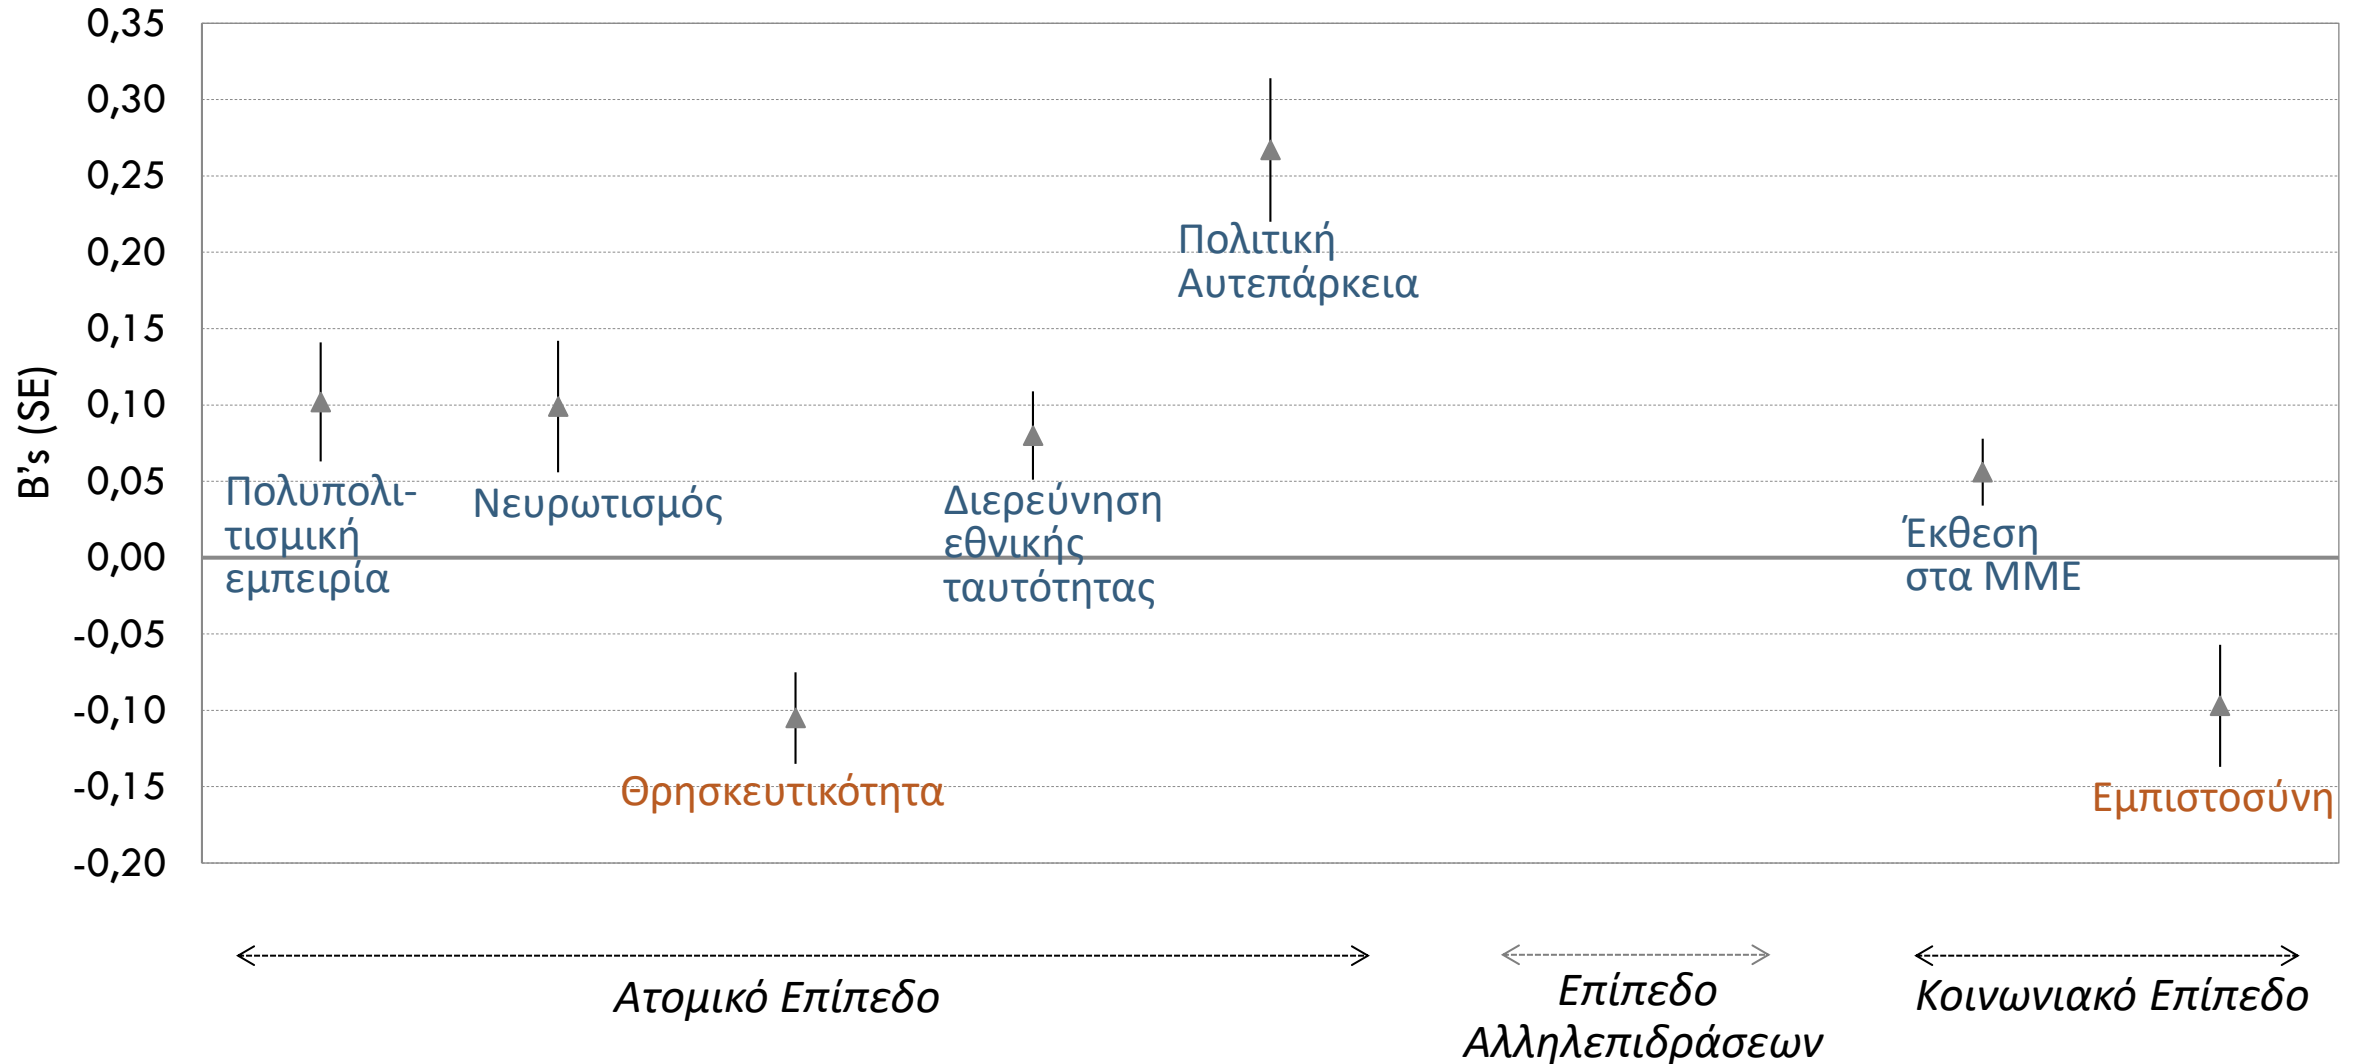 0,35
0,30
0,25
0,20
0,15
0,10
0,05
0,00
-0,05
-0,10
-0,15
-0,20
B's (SE)
Πολυπολι-
τισμική
εμπειρία
Νευρωτισμός
Θρησκευτικότητα
Διερεύνηση
εθνικής
ταυτότητας
Πολιτική
Αυτεπάρκεια
Έκθεση
στα ΜΜΕ
Εμπιστοσύνη
Ατομικό Επίπεδο
Επίπεδο
Αλληλεπιδράσεων
Κοινωνιακό Επίπεδο